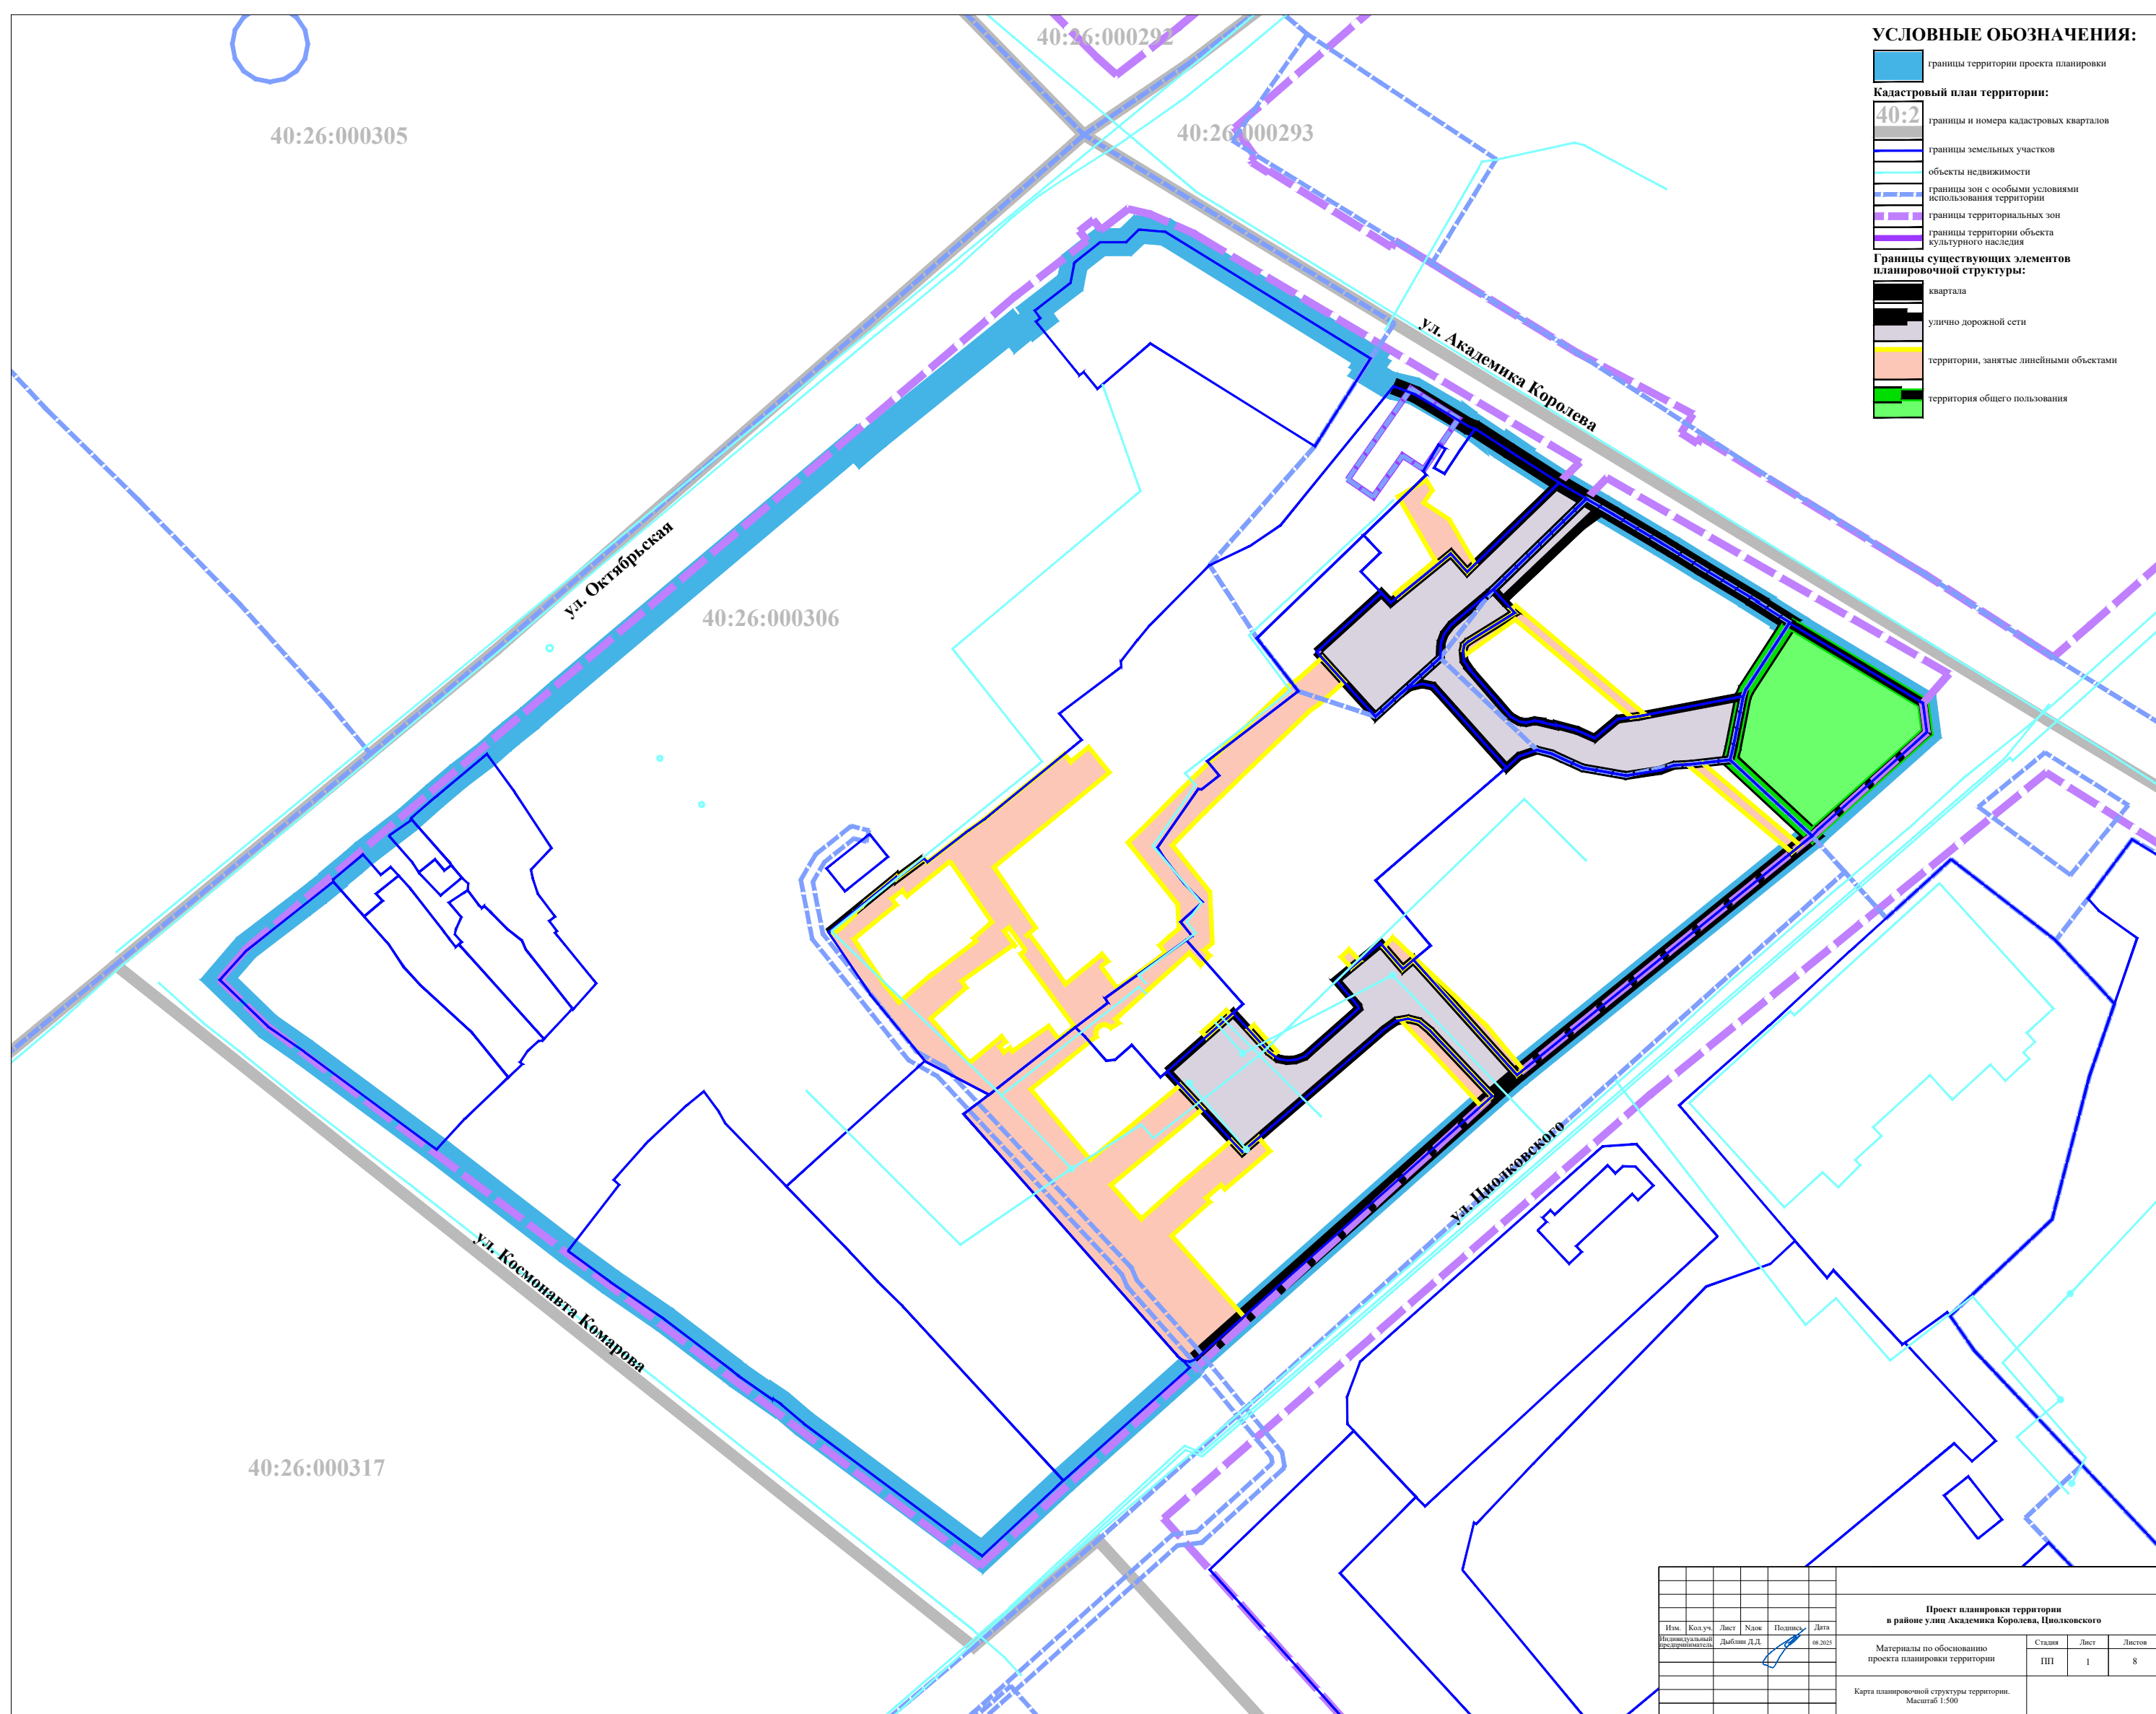 40:26:000292
40:26:000305
40:26:000293
УСЛОВНЫЕ ОБОЗНАЧЕНИЯ:
границы территории проекта планировки
Кадастровый план территории:
40:2
границы и номера кадастровых кварталов
границы земельных участков
объекты недвижимости
границы зон с особыми условиями
использования территории
границы территориальных зон
границы территории объекта
культурного наследия
Границы существующих элементов
планировочной структуры:
квартала
улично дорожной сети
территории, занятые линейными объектами
территория общего пользования
ул. Академика Королева
ул. Октябрьская
40:26:000306
ул. Циолковского
ул. Космонавта Комарова
40:26:000317
Проект планировки территории
в районе улиц Академика Королева, Циолковского
Изм. Кол.уч. Лист Nдок Подпись Дата
Индивидуальный
предприниматель
Дыблин Д.Д. 08.2025
Материалы по обоснованию
проекта планировки территории
Стадия Лист Листов
ПП 1 8
Карта планировочной структуры территории.
Масштаб 1:500